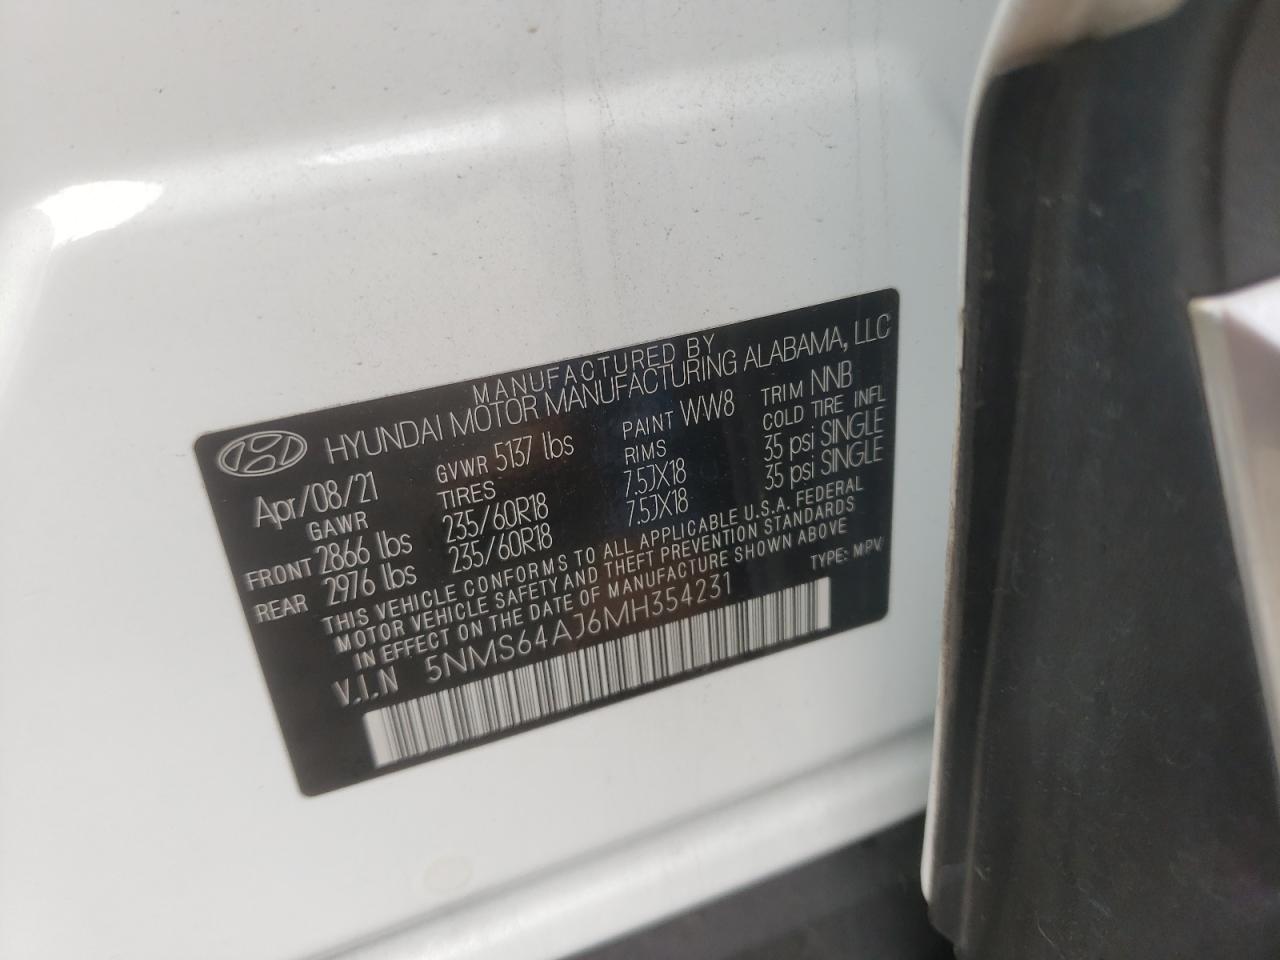 MANUFACTURED BY
HYUNDAI MOTOR MANUFACTURING ALABAMA, LLC
Apr/08/21 GVWR 5137 lbs PAINT WW8 TRIM NNB
GAWR TIRES RIMS COLD TIRE INFL
FRONT 2866 lbs 235/60R18 7.5JX18 35 psi SINGLE
REAR 2976 lbs 235/60R18 7.5JX18 35 psi SINGLE
THIS VEHICLE CONFORMS TO ALL APPLICABLE U.S.A. FEDERAL
MOTOR VEHICLE SAFETY AND THEFT PREVENTION STANDARDS
IN EFFECT ON THE DATE OF MANUFACTURE SHOWN ABOVE
V.I.N 5NMS64AJ6MH354231 TYPE: MPV